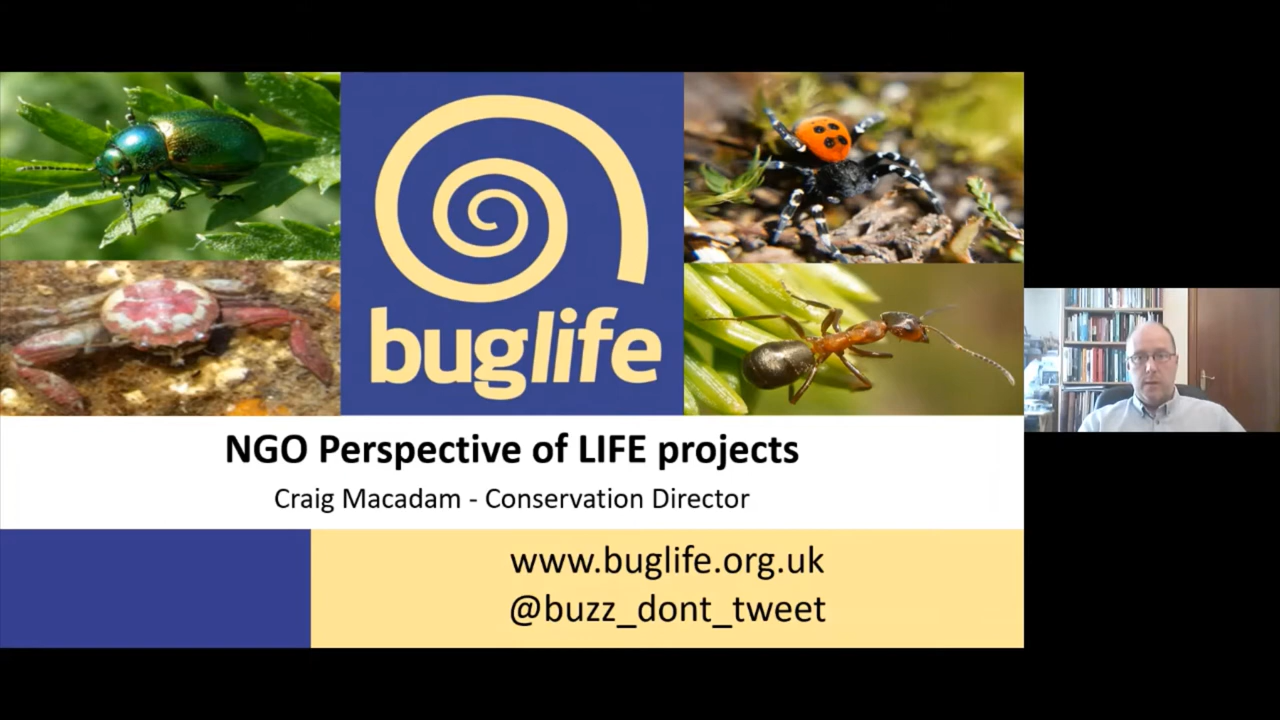 buglife
NGO Perspective of LIFE projects
Craig Macadam - Conservation Director
www.buglife.org.uk
@buzz_dont_tweet